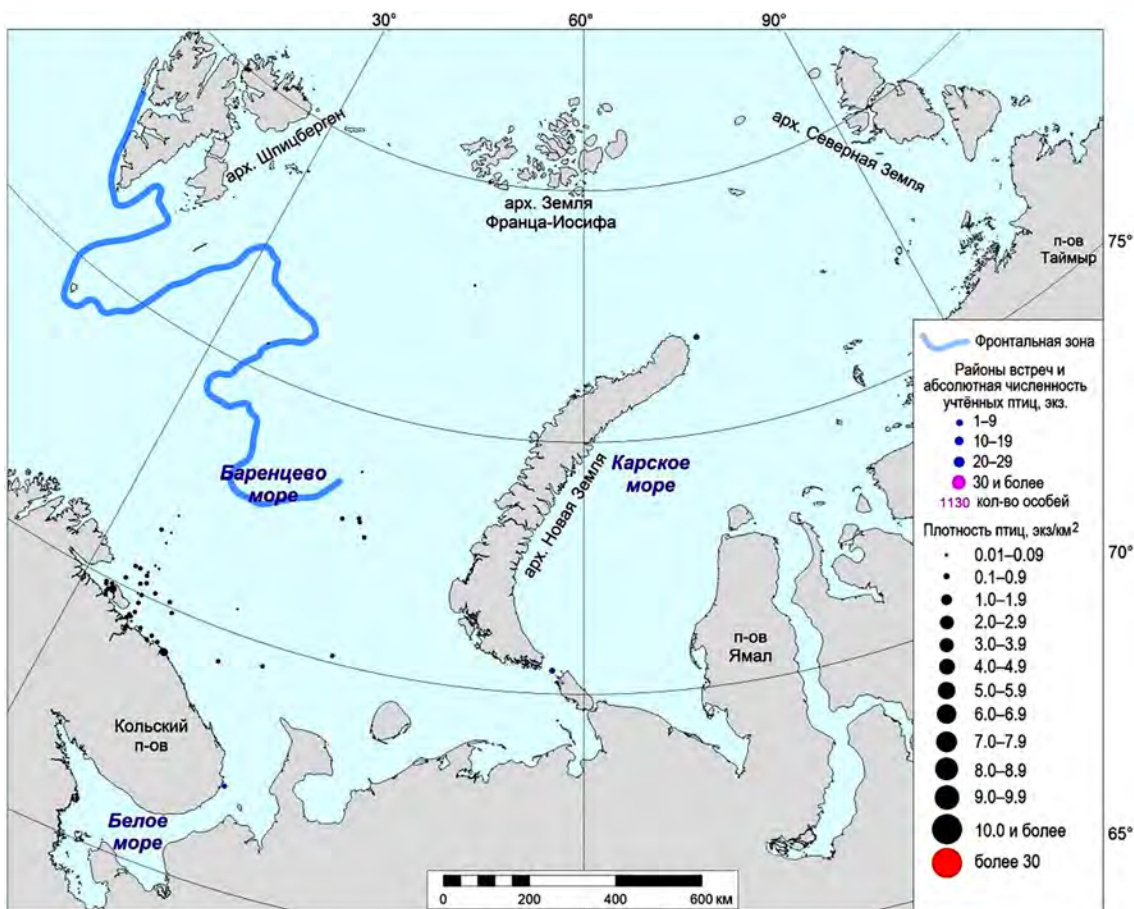 30°
60°
90°
арх. Шпицберген
арх. Земля
Франца-Иосифа
арх. Северная Земля
п-ов
Таймыр
75°
Баренцево
море
Карское
море
арх. Новая Земля
п-ов
Ямал
Кольский
п-ов
Белое
море
70°
65°
Фронтальная зона
Районы встреч и
абсолютная численность
учтённых птиц, экз.
1–9
10–19
20–29
30 и более
1130 кол-во особей
Плотность птиц, экз/км²
0.01–0.09
0.1–0.9
1.0–1.9
2.0–2.9
3.0–3.9
4.0–4.9
5.0–5.9
6.0–6.9
7.0–7.9
8.0–8.9
9.0–9.9
10.0 и более
более 30
0 200 400 600 км